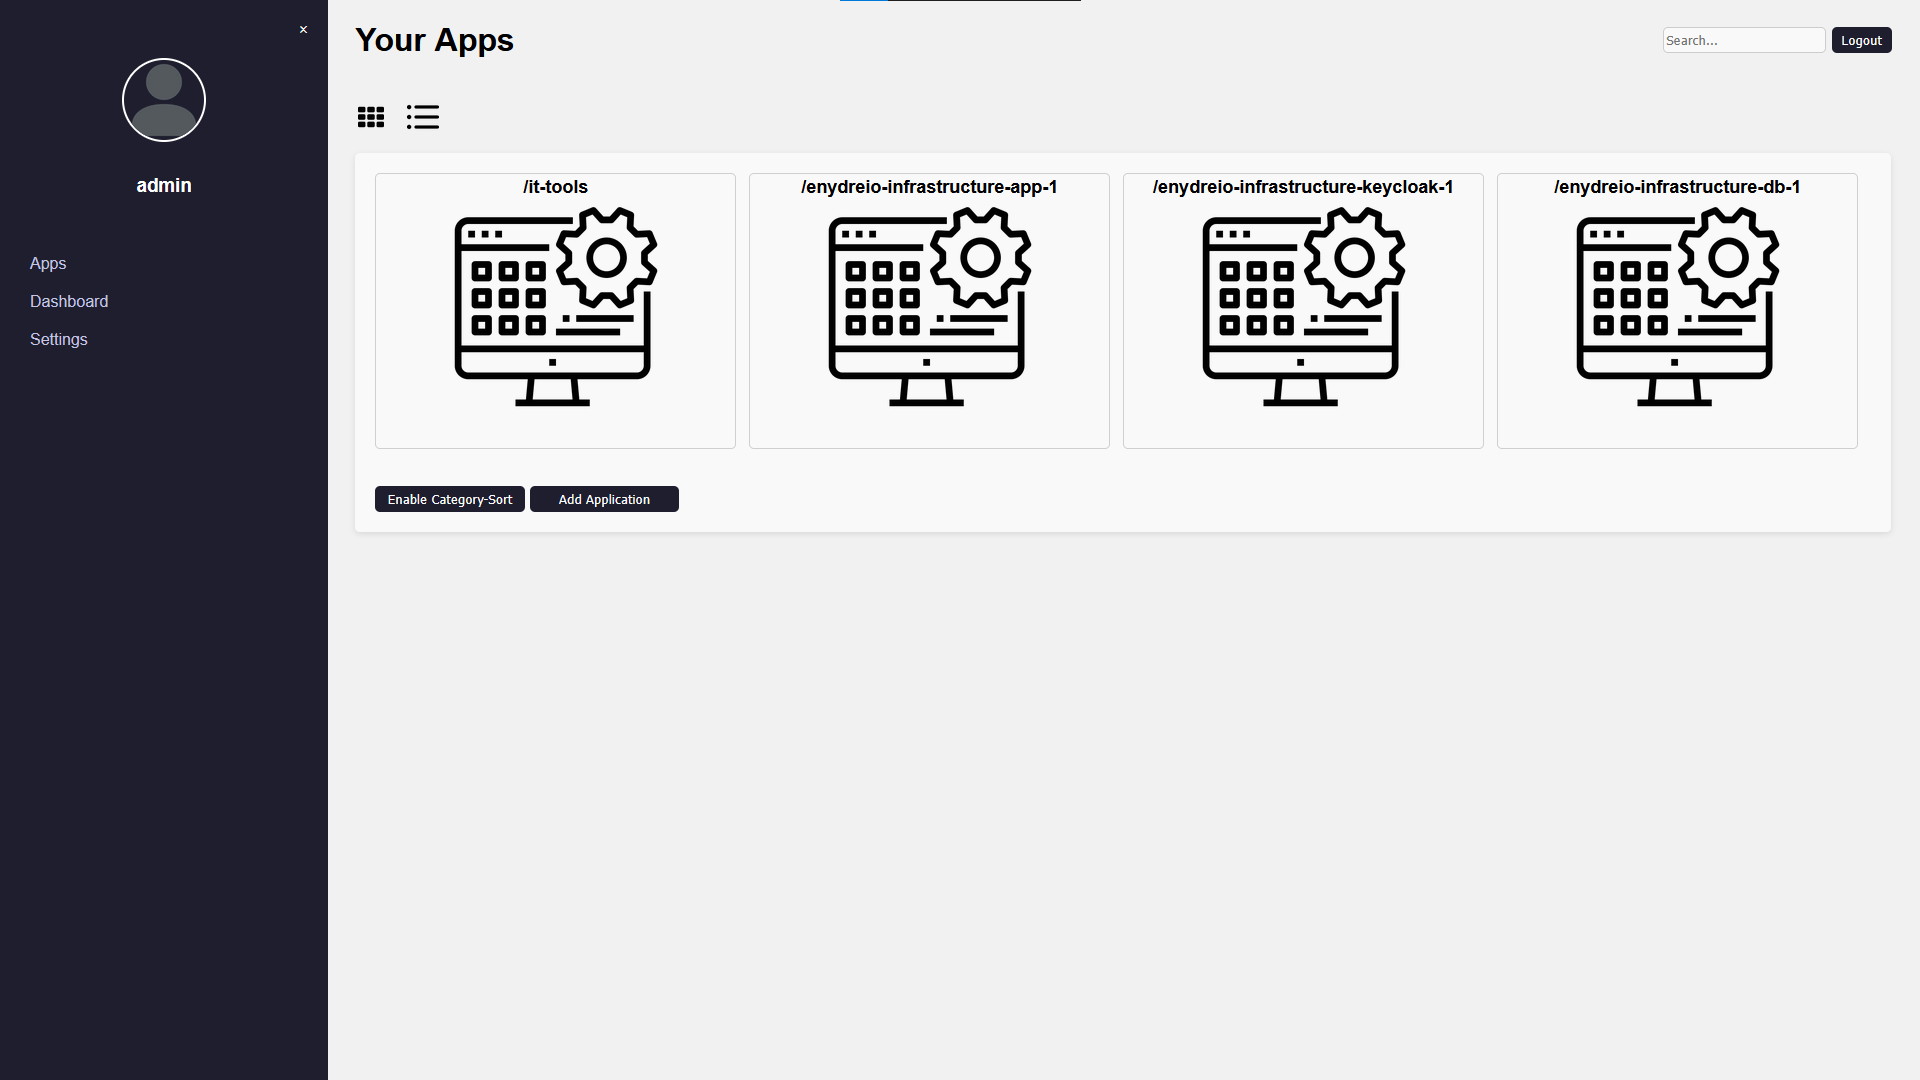 ×
admin
Apps
Dashboard
Settings
Your Apps
Search...
Logout
/it-tools
/enydreio-infrastructure-app-1
/enydreio-infrastructure-keycloak-1
/enydreio-infrastructure-db-1
Enable Category-Sort
Add Application